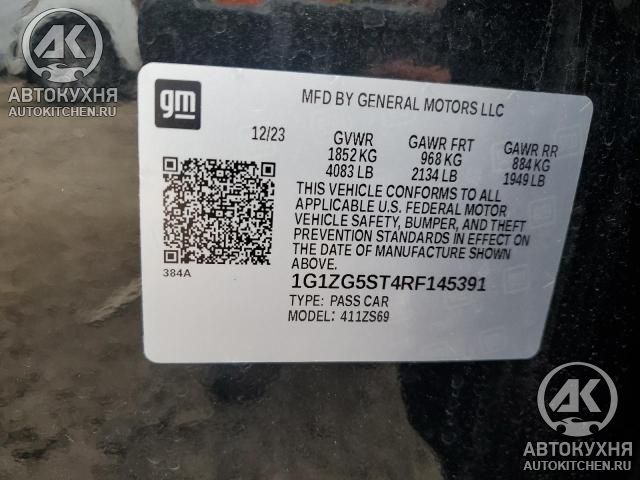 AK
АВТОКУХНЯ
AUTOKITCHEN.RU
gm
MFD BY GENERAL MOTORS LLC
12/23 GVWR GAWR FRT GAWR RR
1852 KG 968 KG 884 KG
4083 LB 2134 LB 1949 LB
THIS VEHICLE CONFORMS TO ALL
APPLICABLE U.S. FEDERAL MOTOR
VEHICLE SAFETY, BUMPER, AND THEFT
PREVENTION STANDARDS IN EFFECT ON
THE DATE OF MANUFACTURE SHOWN
ABOVE.
384A
1G1ZG5ST4RF145391
TYPE: PASS CAR
MODEL: 411ZS69
AK
АВТОКУХНЯ
AUTOKITCHEN.RU